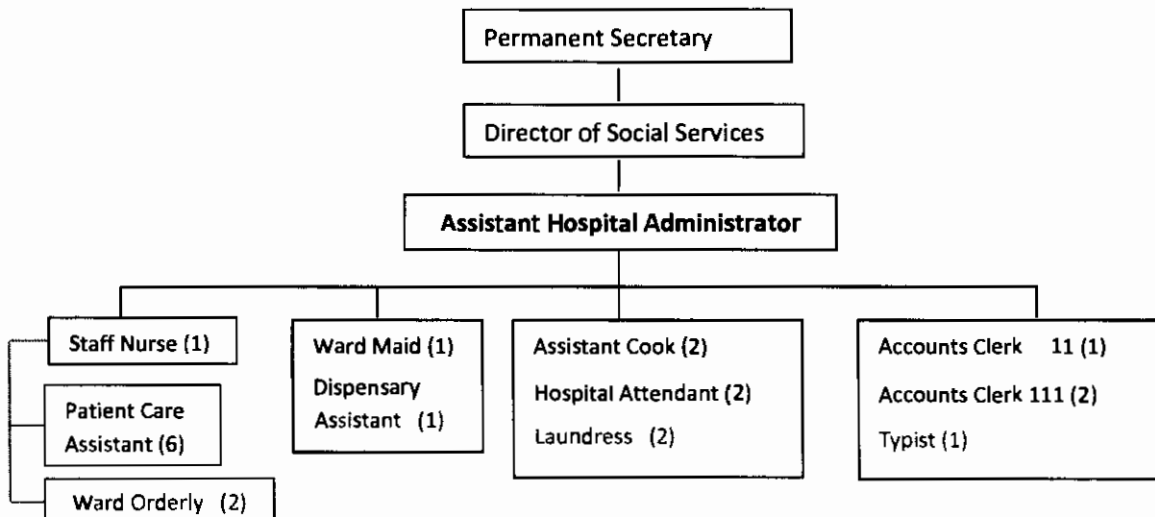 Permanent Secretary
Director of Social Services
Assistant Hospital Administrator
Staff Nurse (1)
Patient Care
Assistant (6)
Ward Orderly (2)
Ward Maid (1)
Dispensary
Assistant (1)
Assistant Cook (2)
Hospital Attendant (2)
Laundress (2)
Accounts Clerk 11 (1)
Accounts Clerk 111 (2)
Typist (1)